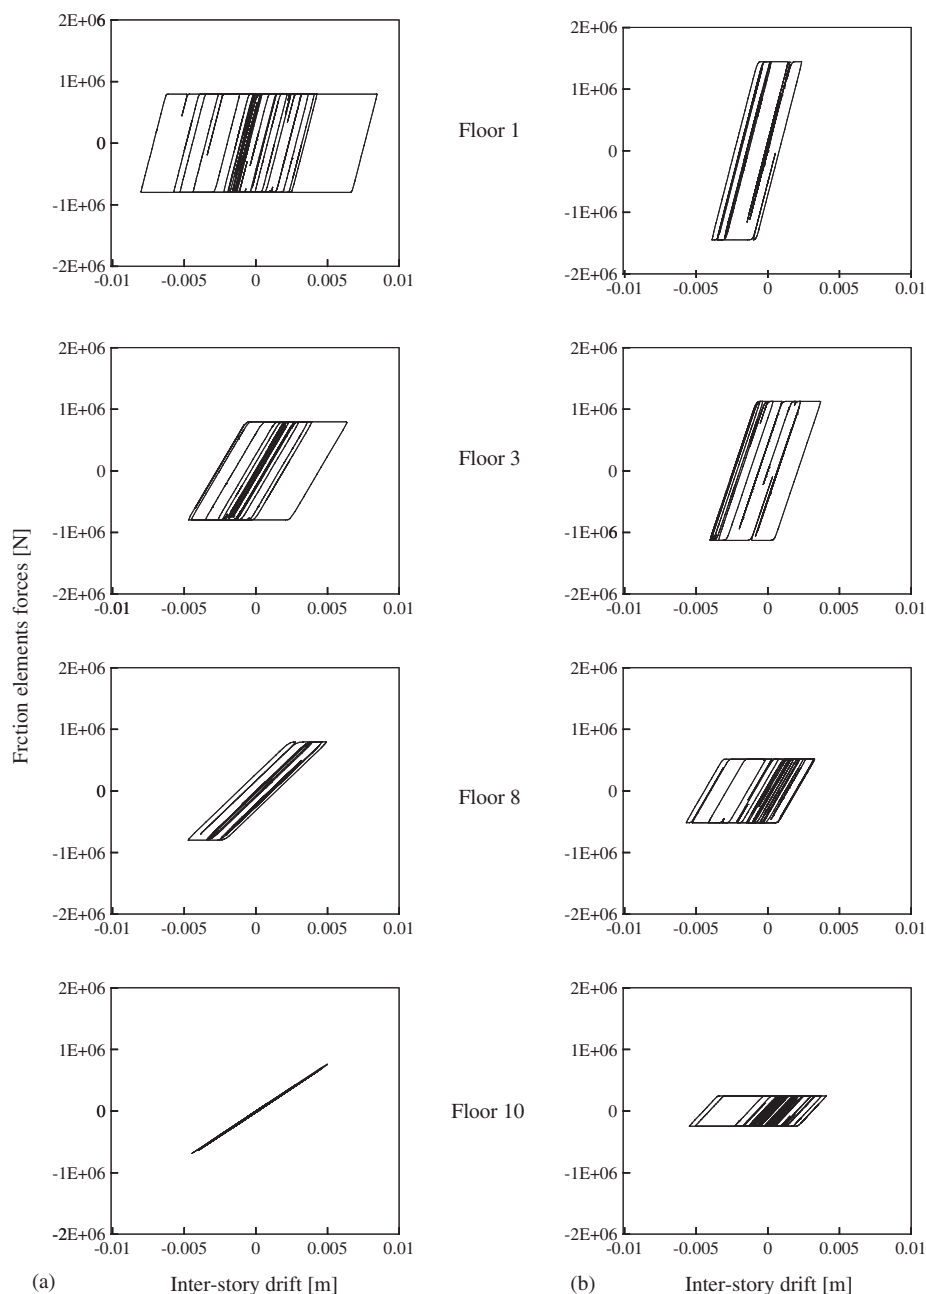 2E+06
1E+06
0
-1E+06
-2E+06
-0.01 -0.005 0 0.005 0.01
Floor 1
2E+06
1E+06
0
-1E+06
-2E+06
-0.01 -0.005 0 0.005 0.01
2E+06
1E+06
0
-1E+06
-2E+06
-0.01 -0.005 0 0.005 0.01
Floor 3
2E+06
1E+06
0
-1E+06
-2E+06
-0.01 -0.005 0 0.005 0.01
Frction elements forces [N]
2E+06
1E+06
0
-1E+06
-2E+06
-0.01 -0.005 0 0.005 0.01
Floor 8
2E+06
1E+06
0
-1E+06
-2E+06
-0.01 -0.005 0 0.005 0.01
2E+06
1E+06
0
-1E+06
-2E+06
-0.01 -0.005 0 0.005 0.01
Floor 10
2E+06
1E+06
0
-1E+06
-2E+06
-0.01 -0.005 0 0.005 0.01
(a) Inter-story drift [m]
(b) Inter-story drift [m]